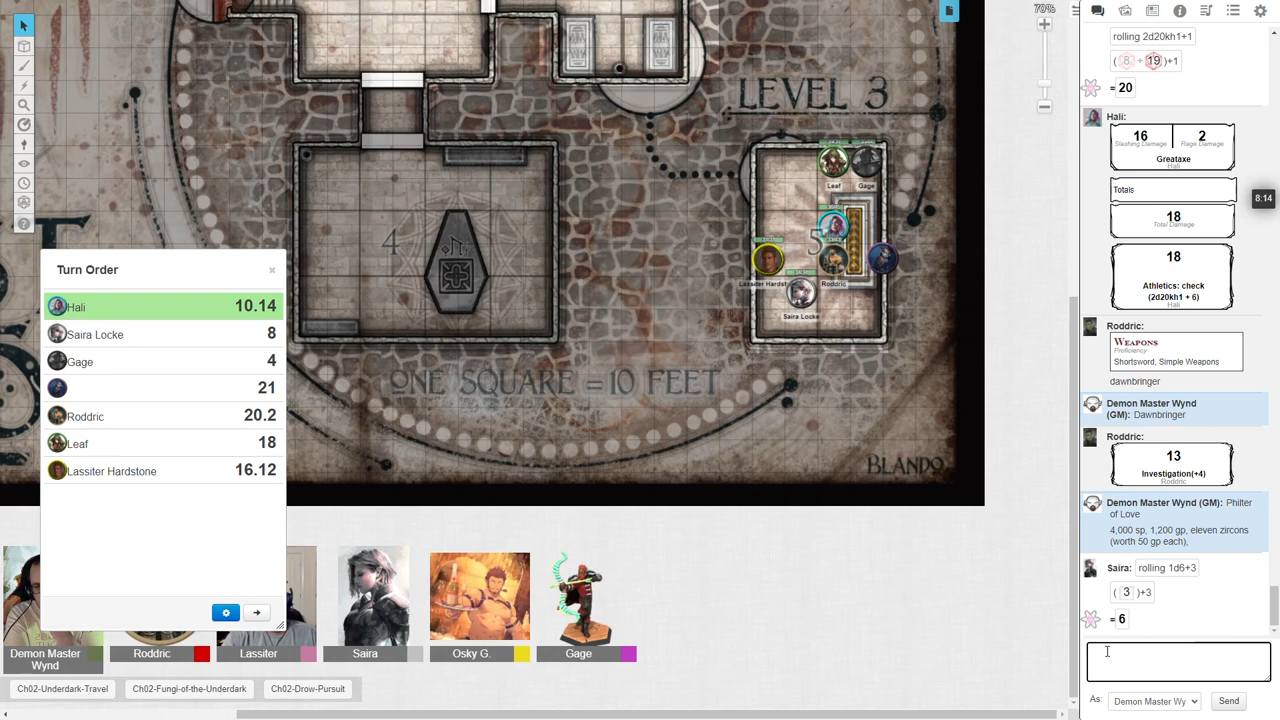 70%
LEVEL 3
4
5
Leaf
Gage
Lassiter Hardst
Roddric
Saira Locke
ONE SQUARE = 10 FEET
BLANDO
Turn Order
×
Hali 10.14
Saira Locke 8
Gage 4
21
Roddric 20.2
Leaf 18
Lassiter Hardstone 16.12
Demon Master
Wynd
Roddric
Lassiter
Saira
Osky G.
Gage
Ch02-Underdark-Travel
Ch02-Fungi-of-the-Underdark
Ch02-Drow-Pursuit
rolling 2d20kh1+1
( 8 + 19 )+1
= 20
Hali:
16 2
Slashing Damage Rage Damage
Greataxe
Hali
Totals
18
Total Damage
18
Athletics: check
(2d20kh1 + 6)
Hali
8:14
Roddric:
WEAPONS
Proficiency
Shortsword, Simple Weapons
dawnbringer
Demon Master Wynd
(GM): Dawnbringer
Roddric:
13
Investigation(+4)
Roddric
Demon Master Wynd (GM): Philter
of Love
4,000 sp, 1,200 gp, eleven zircons
(worth 50 gp each),
Saira: rolling 1d6+3
( 3 )+3
= 6
As: Demon Master Wy Send